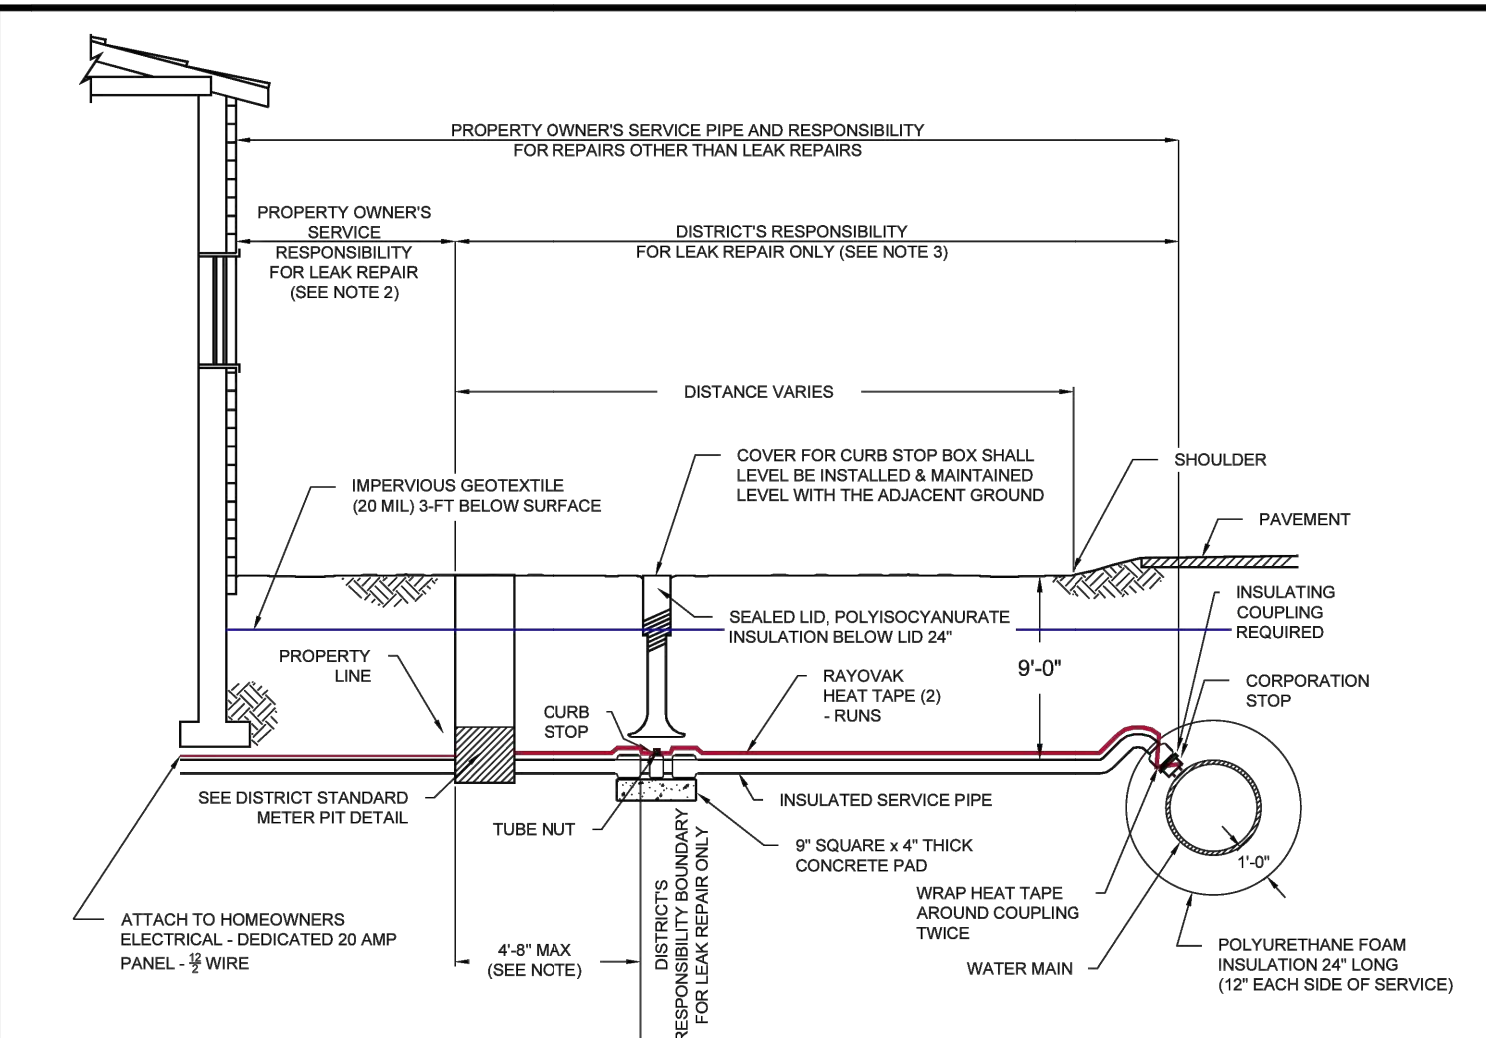 PROPERTY OWNER'S SERVICE PIPE AND RESPONSIBILITY
FOR REPAIRS OTHER THAN LEAK REPAIRS
PROPERTY OWNER'S
SERVICE
RESPONSIBILITY
FOR LEAK REPAIR
(SEE NOTE 2)
DISTRICT'S RESPONSIBILITY
FOR LEAK REPAIR ONLY (SEE NOTE 3)
DISTANCE VARIES
COVER FOR CURB STOP BOX SHALL
LEVEL BE INSTALLED & MAINTAINED
LEVEL WITH THE ADJACENT GROUND
SHOULDER
IMPERVIOUS GEOTEXTILE
(20 MIL) 3-FT BELOW SURFACE
PAVEMENT
INSULATING
COUPLING
REQUIRED
SEALED LID, POLYISOCYANURATE
INSULATION BELOW LID 24"
PROPERTY
LINE
9'-0"
RAYOVAK
HEAT TAPE (2)
- RUNS
CORPORATION
STOP
CURB
STOP
SEE DISTRICT STANDARD
METER PIT DETAIL
INSULATED SERVICE PIPE
TUBE NUT
9" SQUARE x 4" THICK
CONCRETE PAD
1'-0"
WRAP HEAT TAPE
AROUND COUPLING
TWICE
ATTACH TO HOMEOWNERS
ELECTRICAL - DEDICATED 20 AMP
PANEL - 12/2 WIRE
4'-8" MAX
(SEE NOTE)
DISTRICT'S
RESPONSIBILITY BOUNDARY
FOR LEAK REPAIR ONLY
WATER MAIN
POLYURETHANE FOAM
INSULATION 24" LONG
(12" EACH SIDE OF SERVICE)